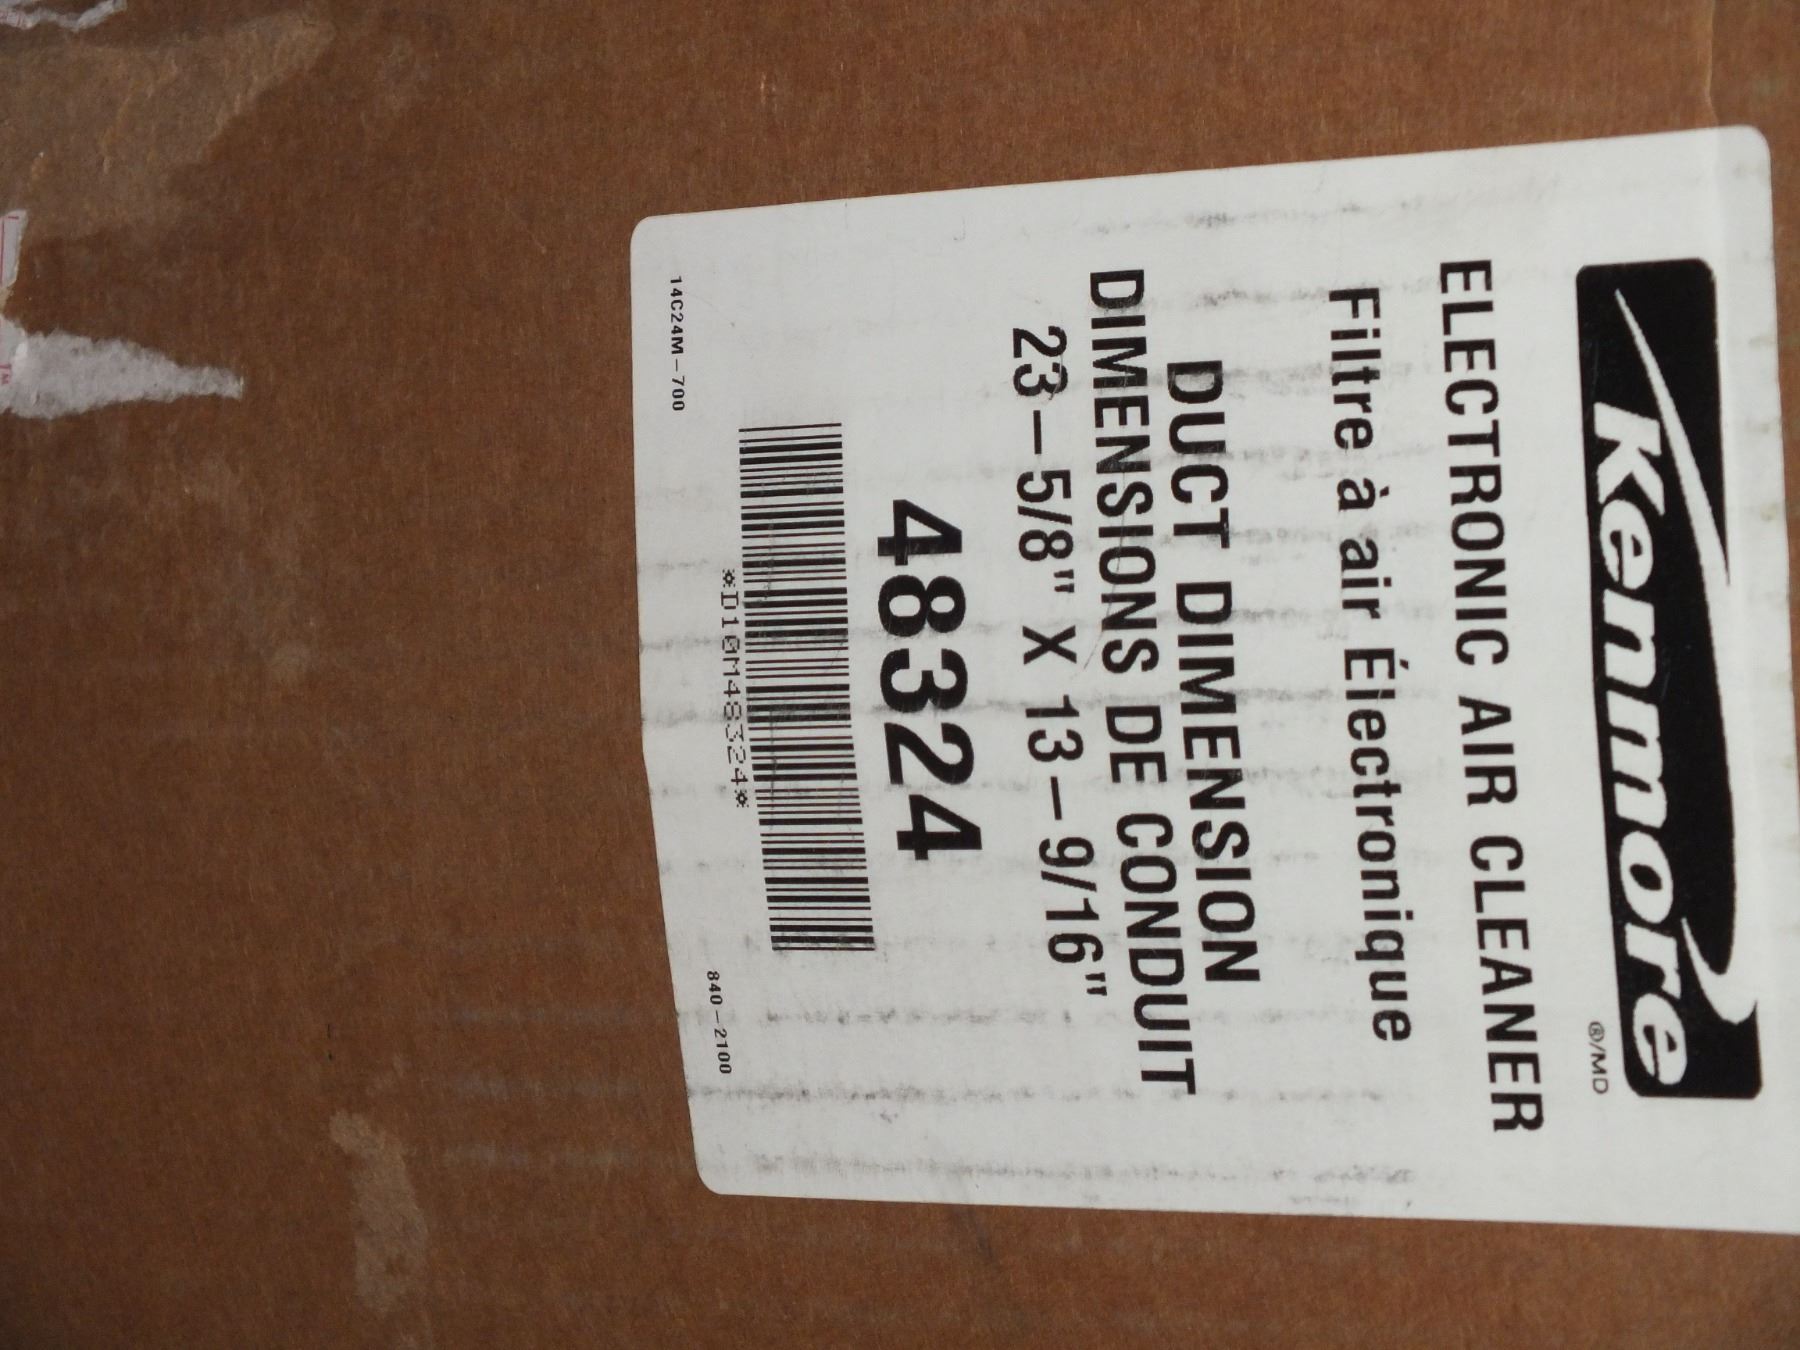 Kenmore
®/MD
ELECTRONIC AIR CLEANER
Filtre à air Électronique
DUCT DIMENSION
DIMENSIONS DE CONDUIT
23-5/8" X 13-9/16"
48324
*D10M48324*
14C24M-700
840-2100
TM